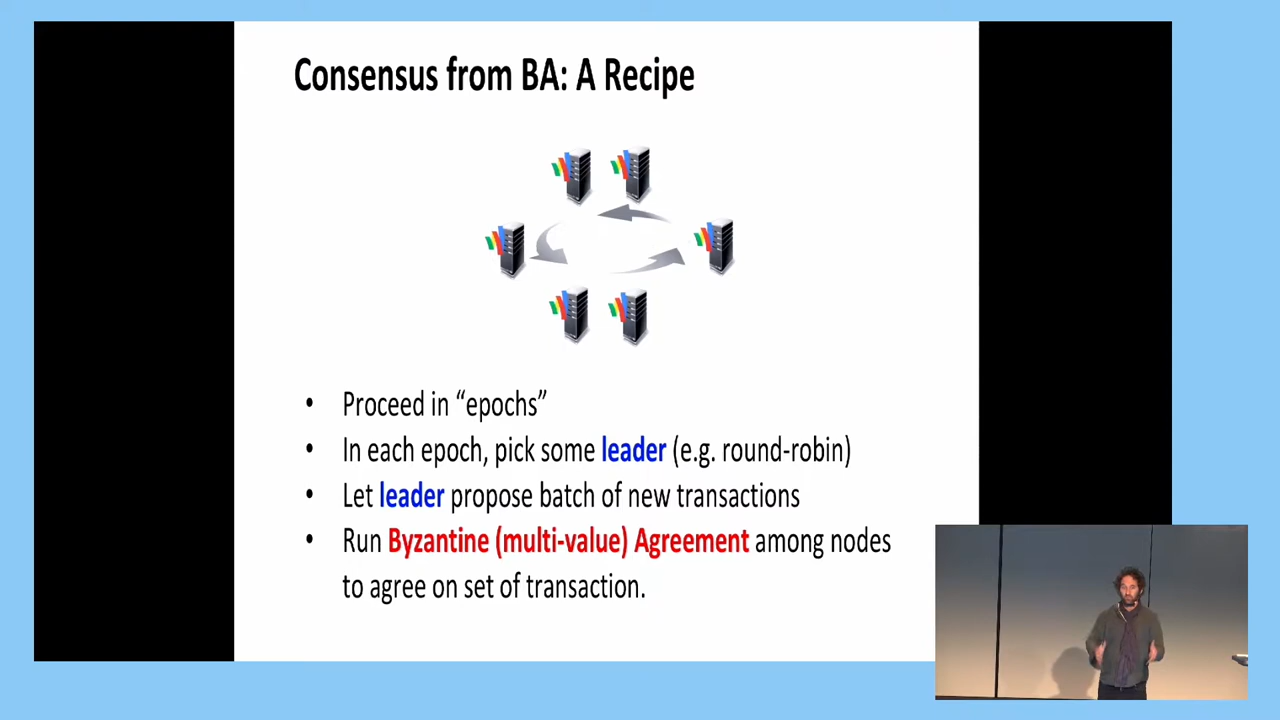 Consensus from BA: A Recipe
• Proceed in “epochs”
• In each epoch, pick some leader (e.g. round-robin)
• Let leader propose batch of new transactions
• Run Byzantine (multi-value) Agreement among nodes
to agree on set of transaction.